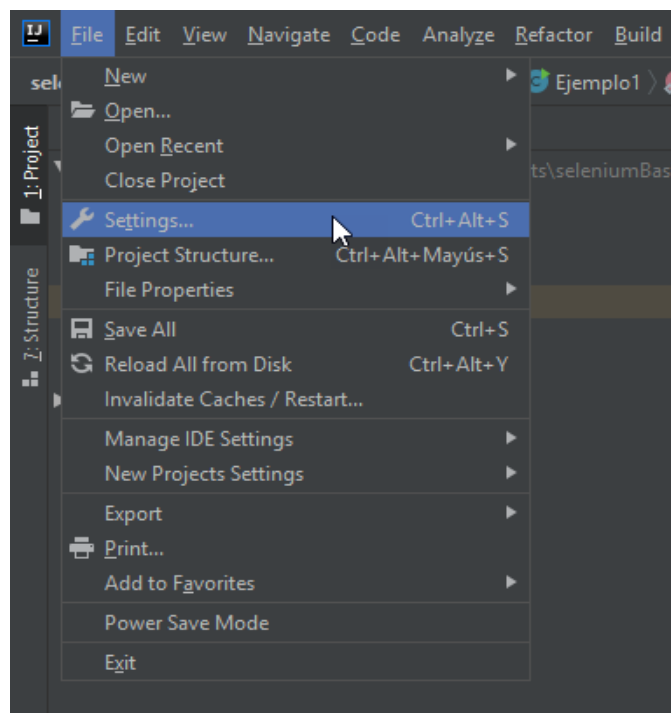 IJ File Edit View Navigate Code Analyze Refactor Build
Ejemplo1
1: Project
New
Open...
Open Recent
ts\seleniumBas
Close Project
Settings... Ctrl+Alt+S
Project Structure... Ctrl+Alt+Mayús+S
File Properties
7: Structure
Save All Ctrl+S
Reload All from Disk Ctrl+Alt+Y
Invalidate Caches / Restart...
Manage IDE Settings
New Projects Settings
Export
Print...
Add to Favorites
Power Save Mode
Exit